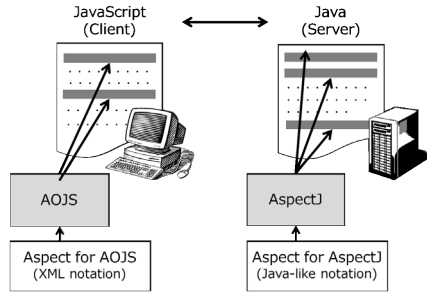 JavaScript
(Client)
Java
(Server)
AOJS
AspectJ
Aspect for AOJS
(XML notation)
Aspect for AspectJ
(Java-like notation)